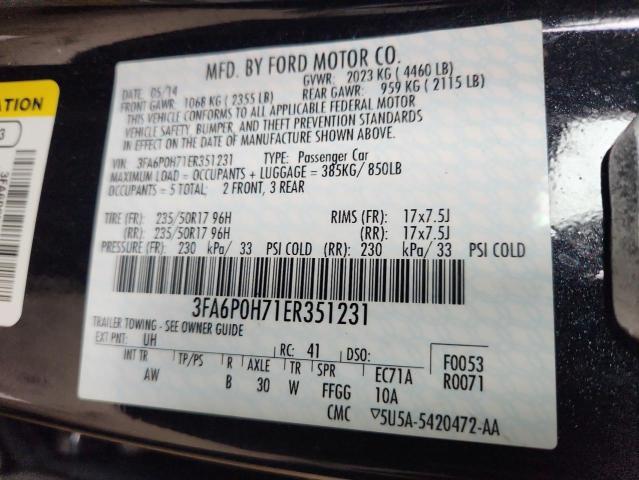 MFD. BY FORD MOTOR CO.
DATE: 05/14 GVWR: 2023 KG ( 4460 LB)
FRONT GAWR: 1068 KG ( 2355 LB) REAR GAWR: 959 KG ( 2115 LB)
THIS VEHICLE CONFORMS TO ALL APPLICABLE FEDERAL MOTOR
VEHICLE SAFETY, BUMPER, AND THEFT PREVENTION STANDARDS
IN EFFECT ON THE DATE OF MANUFACTURE SHOWN ABOVE.
VIN: 3FA6P0H71ER351231 TYPE: Passenger Car
MAXIMUM LOAD = OCCUPANTS + LUGGAGE = 385KG/ 850LB
OCCUPANTS = 5 TOTAL: 2 FRONT, 3 REAR
TIRE (FR): 235/50R17 96H RIMS (FR): 17x7.5J
(RR): 235/50R17 96H (RR): 17x7.5J
PRESSURE (FR): 230 kPa/ 33 PSI COLD (RR): 230 kPa/ 33 PSI COLD
3FA6P0H71ER351231
TRAILER TOWING - SEE OWNER GUIDE
EXT PNT: UH RC: 41 DSO: F0053
INT TR TP/PS R AXLE TR SPR EC71A R0071
AW B 30 W FFGG 10A
CMC ▽5U5A-5420472-AA
ATION
3